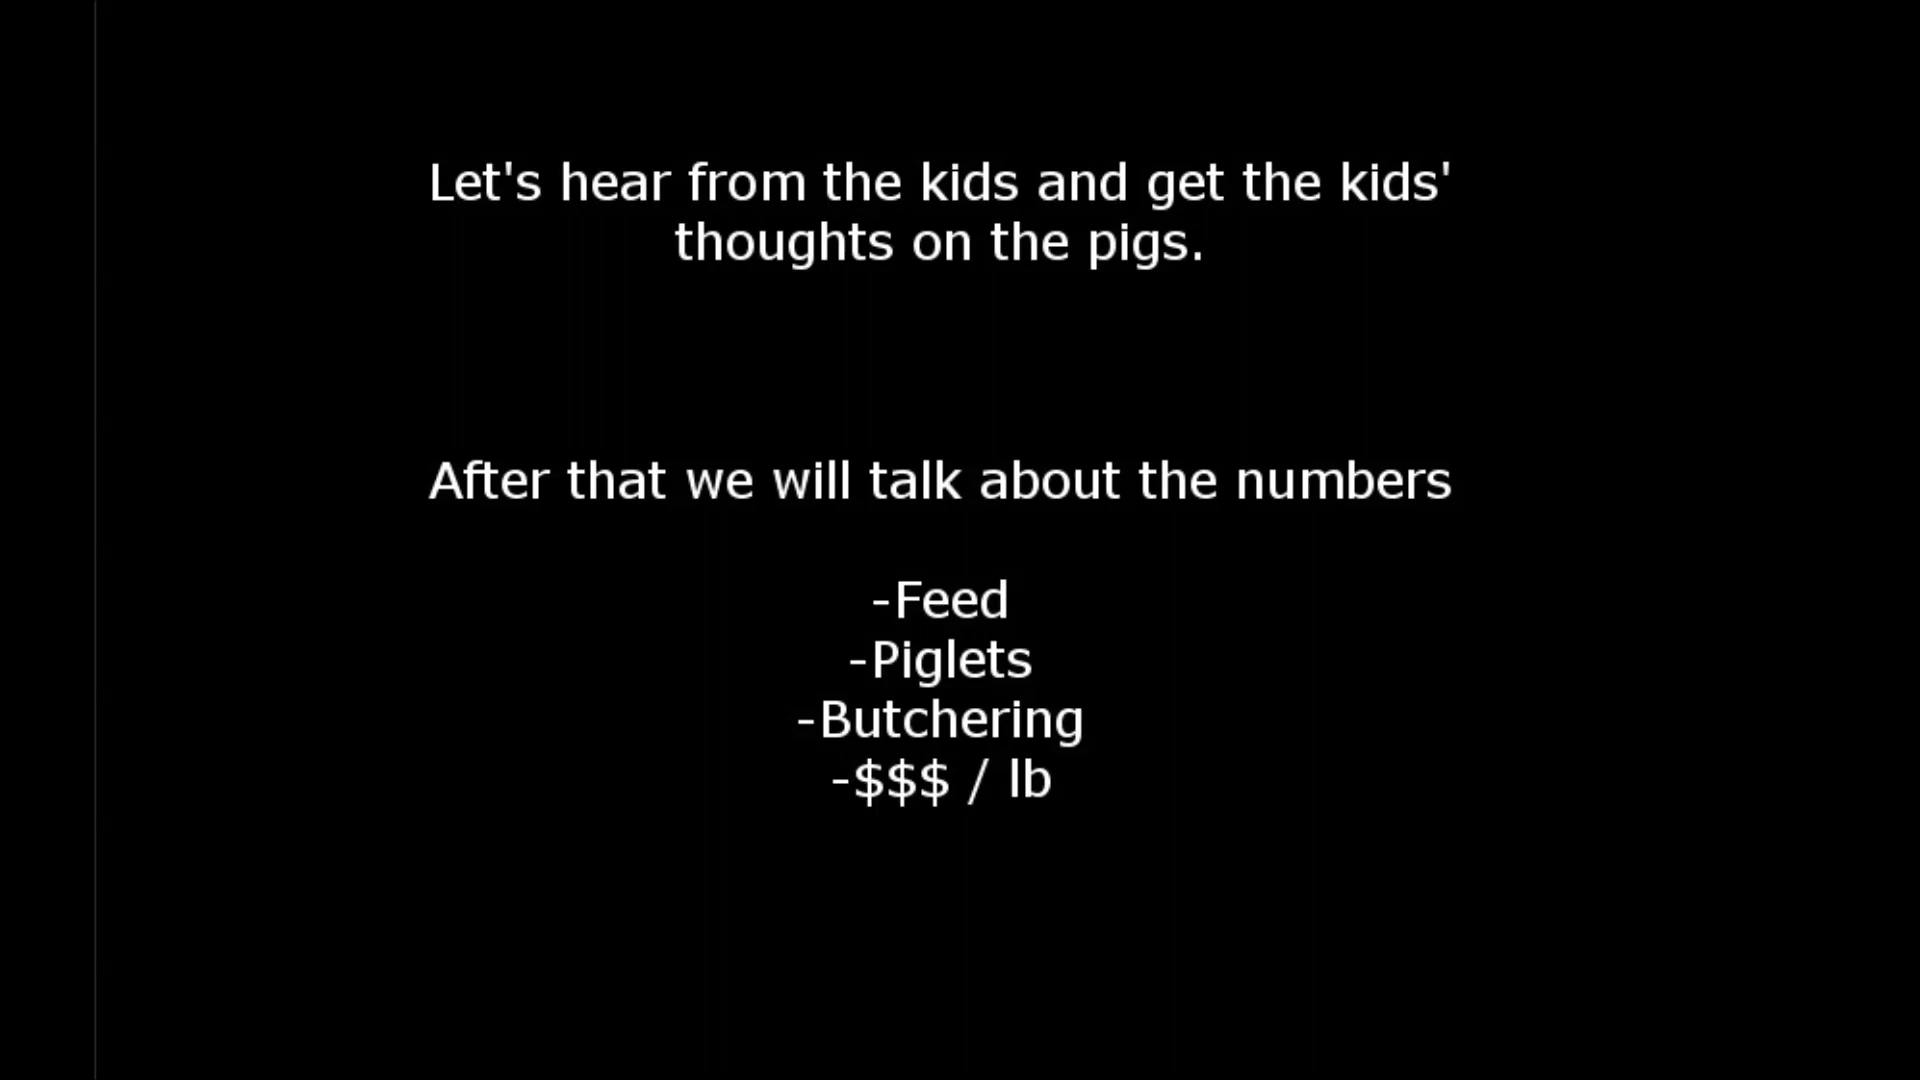 Let's hear from the kids and get the kids'
thoughts on the pigs.
After that we will talk about the numbers
-Feed
-Piglets
-Butchering
-$$$ / lb